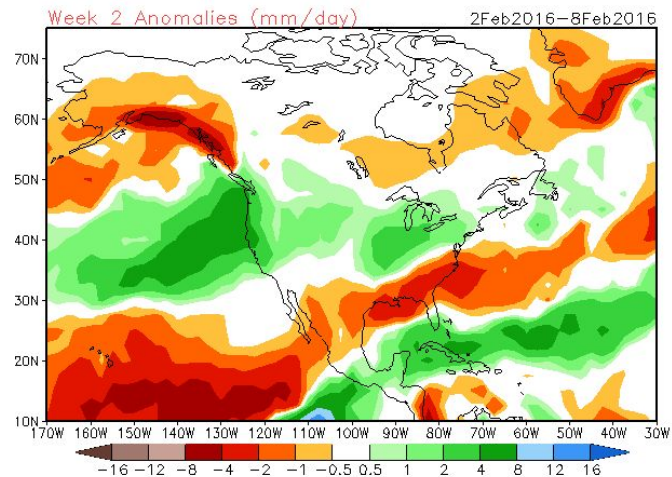 Week 2 Anomalies (mm/day) 2Feb2016-8Feb2016
70N
60N
50N
40N
30N
20N
10N
170W 160W 150W 140W 130W 120W 110W 100W 90W 80W 70W 60W 50W 40W 30W
-16 -12 -8 -4 -2 -1 -0.5 0.5 1 2 4 8 12 16